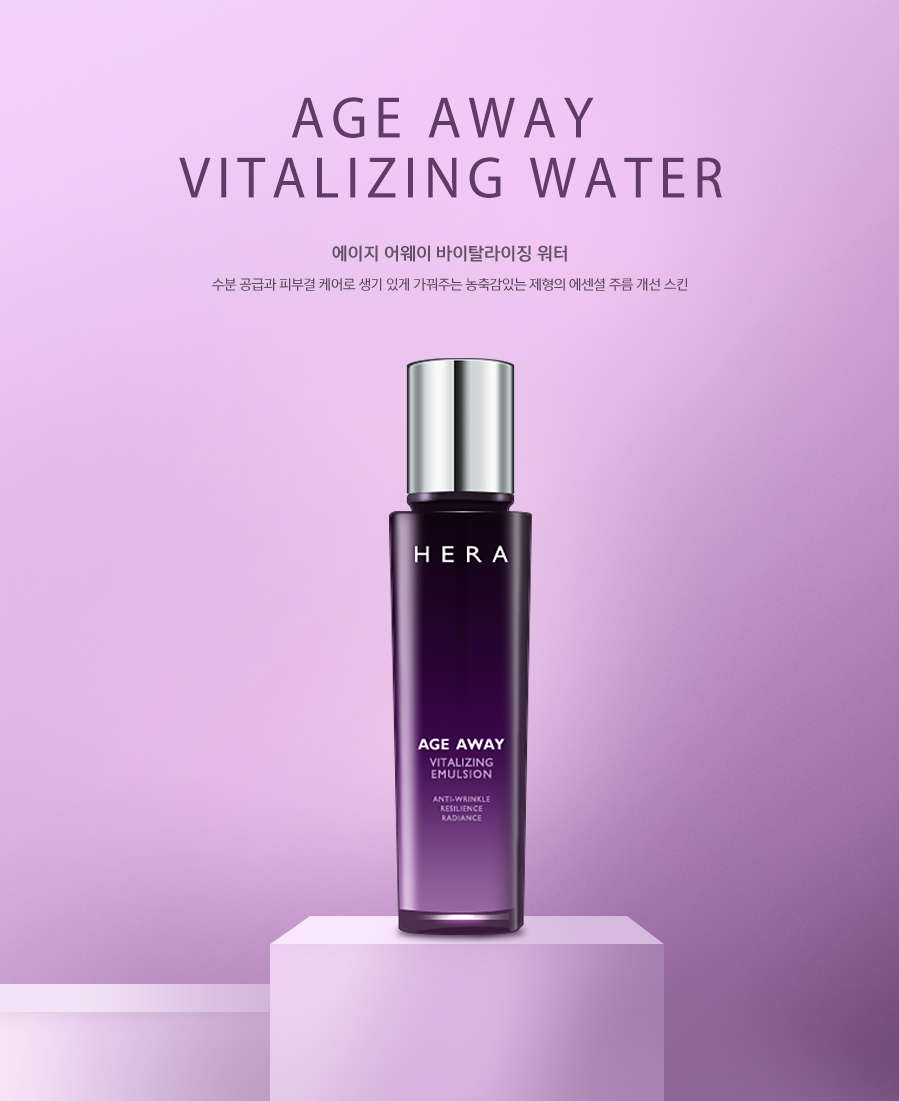 AGE AWAY
VITALIZING WATER
에이지 어웨이 바이탈라이징 워터
수분 공급과 피부결 케어로 생기 있게 가꿔주는 농축감있는 제형의 에센셜 주름 개선 스킨
HERA
AGE AWAY
VITALIZING
EMULSION
ANTI-WRINKLE
RESILIENCE
RADIANCE